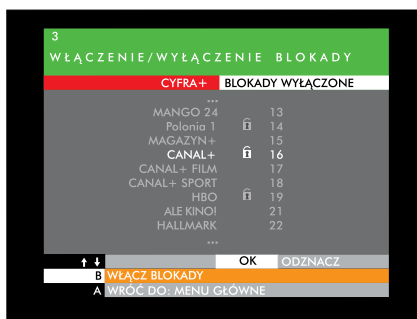 3
WŁĄCZENIE/WYŁĄCZENIE BLOKADY
CYFRA+ BLOKADY WYŁĄCZONE
...
MANGO 24 13
Polonia 1 14
MAGAZYN+ 15
CANAL+ 16
CANAL+ FILM 17
CANAL+ SPORT 18
HBO 19
ALE KINO! 21
HALLMARK 22
...
OK ODZNACZ
B WŁĄCZ BLOKADY
A WRÓĆ DO: MENU GŁÓWNE